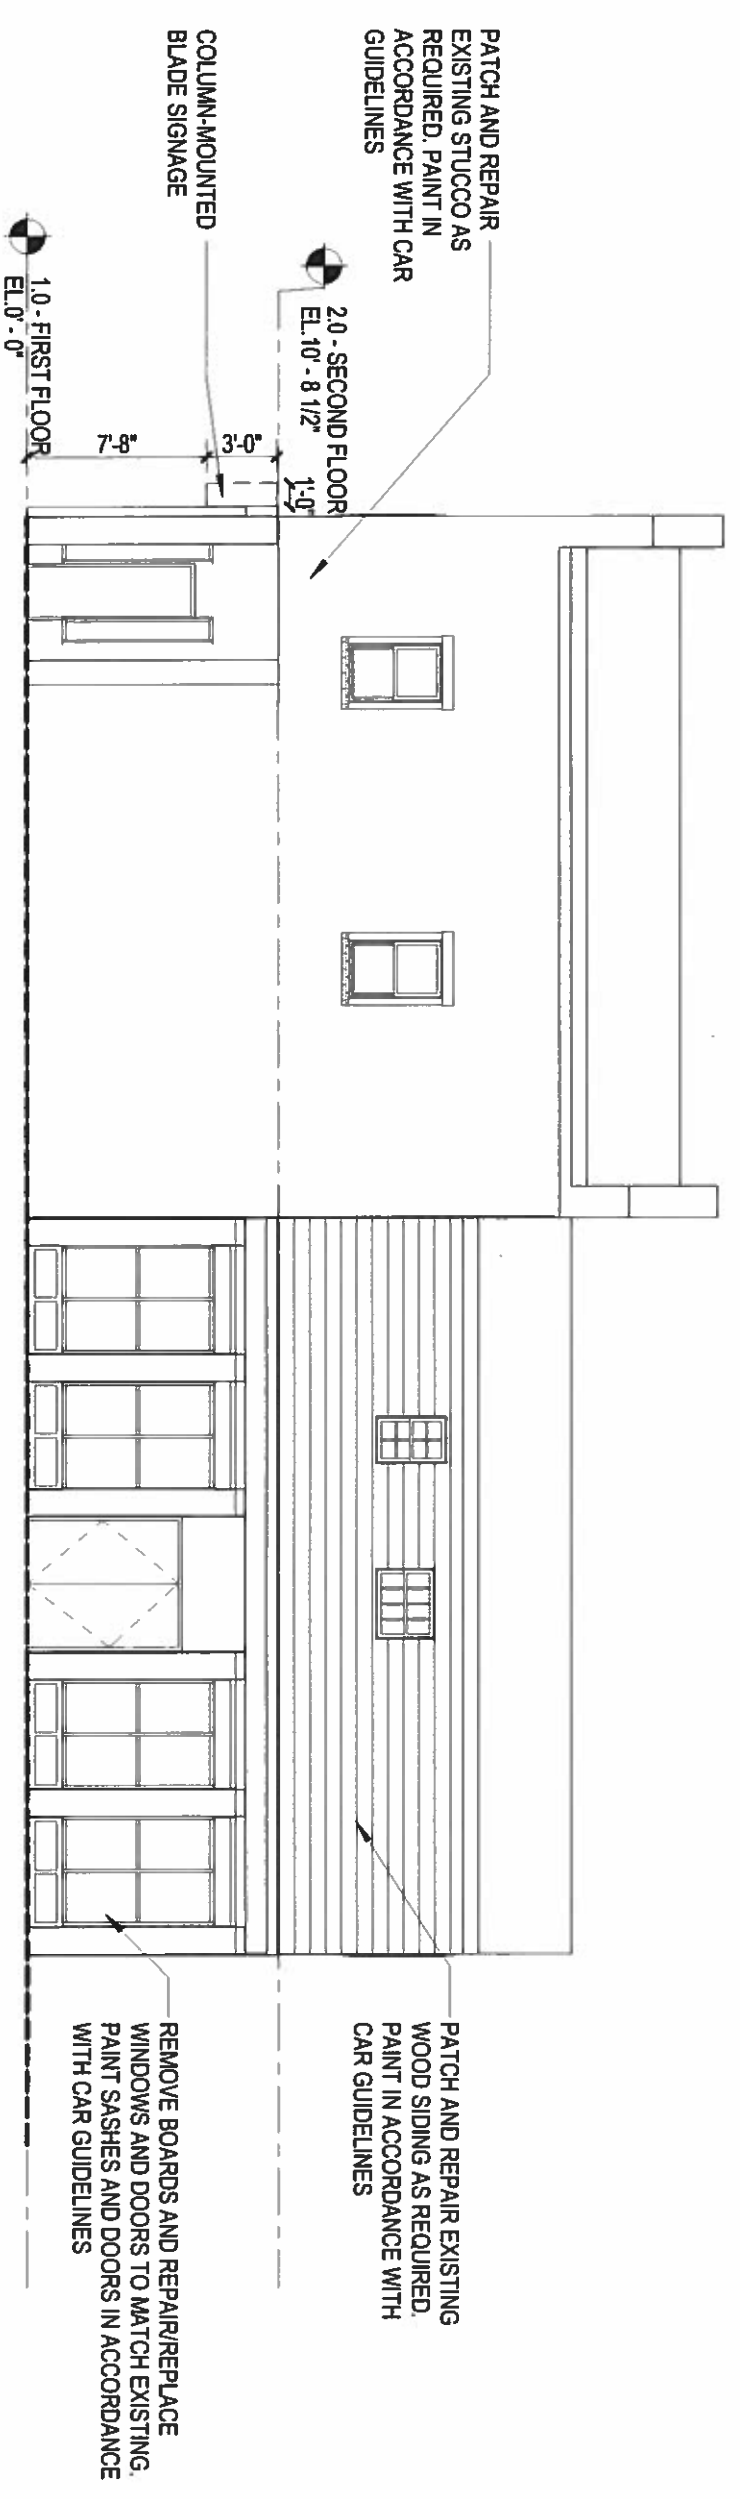 PATCH AND REPAIR
EXISTING STUCCO AS
REQUIRED. PAINT IN
ACCORDANCE WITH CAR
GUIDELINES
COLUMN-MOUNTED
BLADE SIGNAGE
2.0 - SECOND FLOOR
EL.10' - 8 1/2"
1'-0"
3'-0"
7'-8"
1.0 - FIRST FLOOR
EL.0' - 0"
PATCH AND REPAIR EXISTING
WOOD SIDING AS REQUIRED.
PAINT IN ACCORDANCE WITH
CAR GUIDELINES
REMOVE BOARDS AND REPAIR/REPLACE
WINDOWS AND DOORS TO MATCH EXISTING.
PAINT SASHES AND DOORS IN ACCORDANCE
WITH CAR GUIDELINES